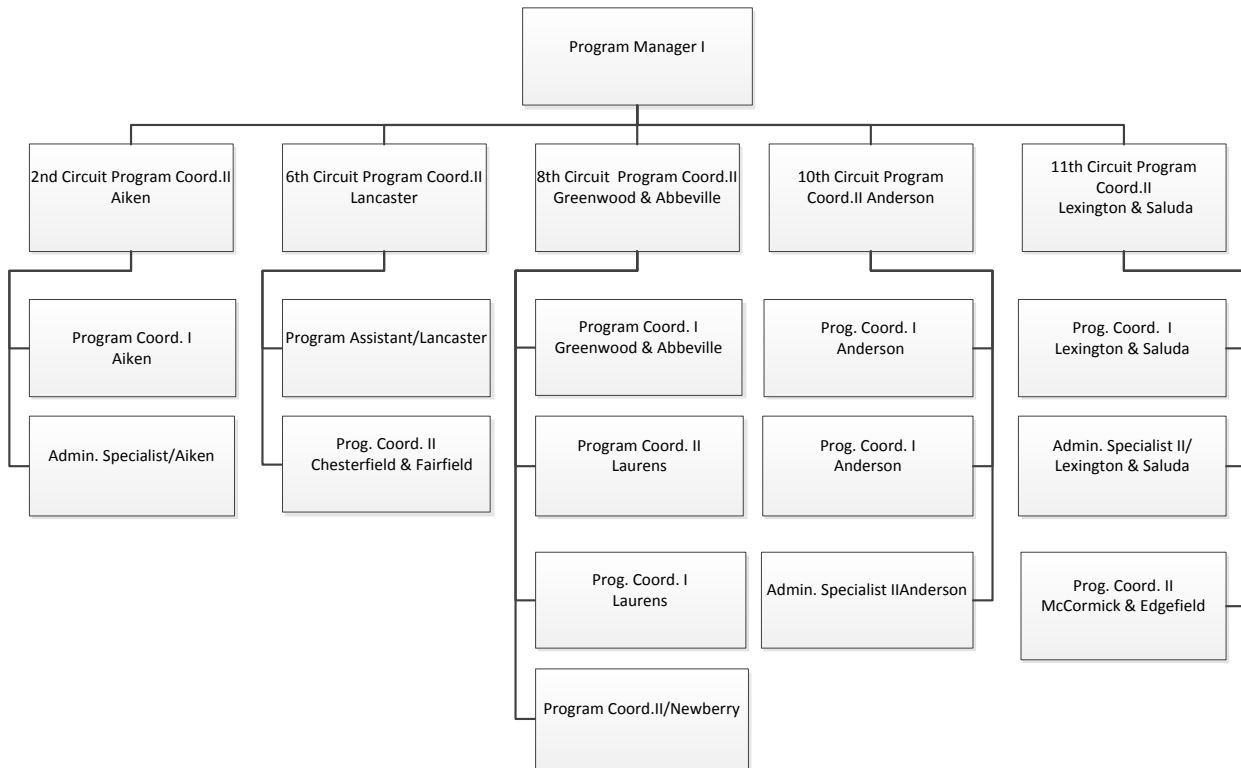 Program Manager I
2nd Circuit Program Coord.II
Aiken
6th Circuit Program Coord.II
Lancaster
8th Circuit  Program Coord.II
Greenwood & Abbeville
10th Circuit Program
Coord.II Anderson
11th Circuit Program
Coord.II
Lexington & Saluda
Program Coord. I
Aiken
Program Assistant/Lancaster
Program Coord. I
Greenwood & Abbeville
Prog. Coord. I
Anderson
Prog. Coord.  I
Lexington & Saluda
Admin. Specialist/Aiken
Prog. Coord. II
Chesterfield & Fairfield
Program Coord. II
Laurens
Prog. Coord. I
Anderson
Admin. Specialist II/
Lexington & Saluda
Prog. Coord. I
Laurens
Admin. Specialist IIAnderson
Prog. Coord. II
McCormick & Edgefield
Program Coord.II/Newberry